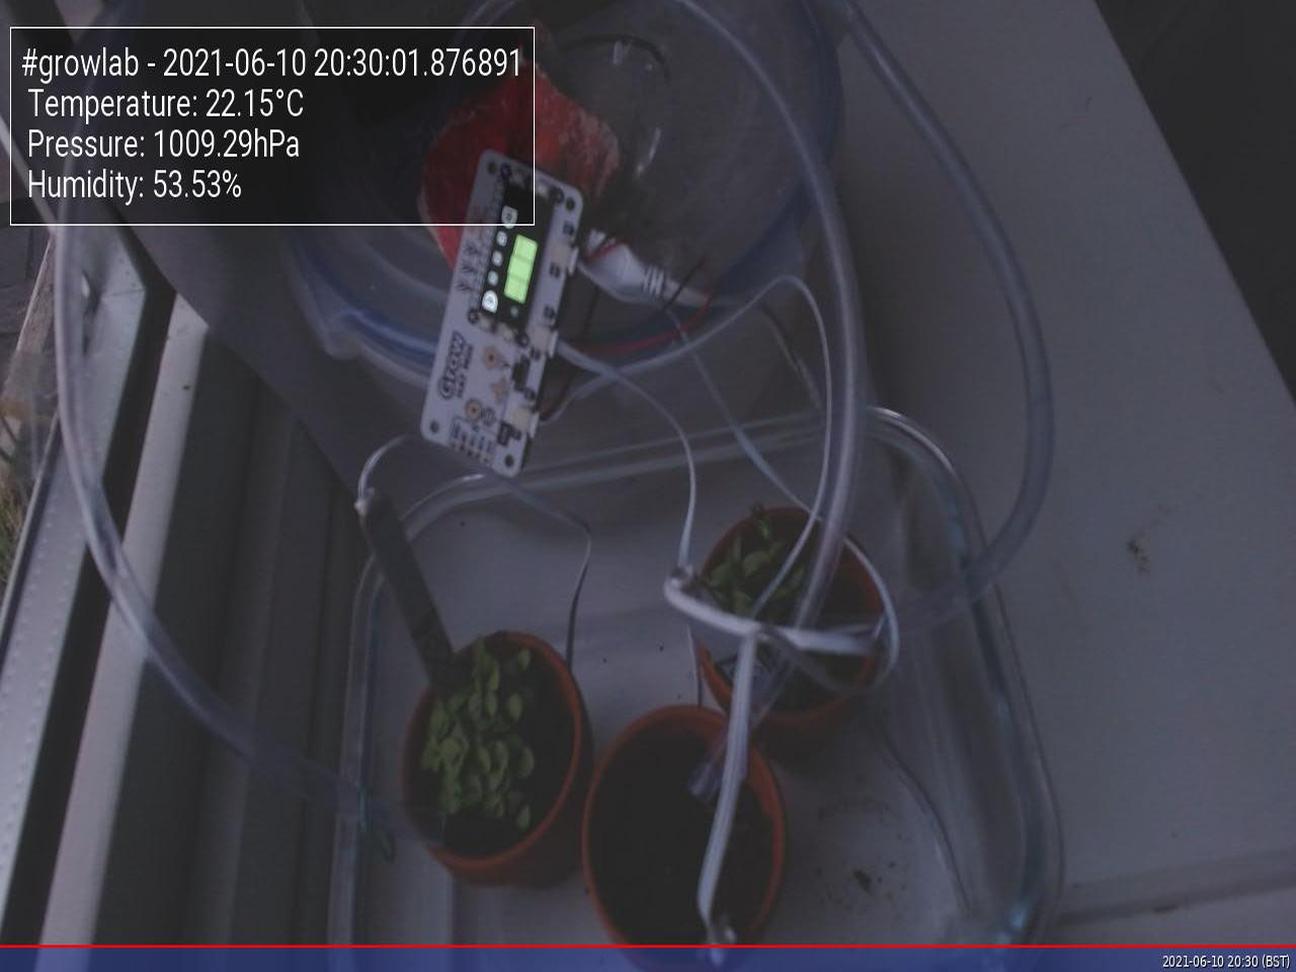 #growlab - 2021-06-10 20:30:01.876891
Temperature: 22.15°C
Pressure: 1009.29hPa
Humidity: 53.53%
Grow
2021-06-10 20:30 (BST)